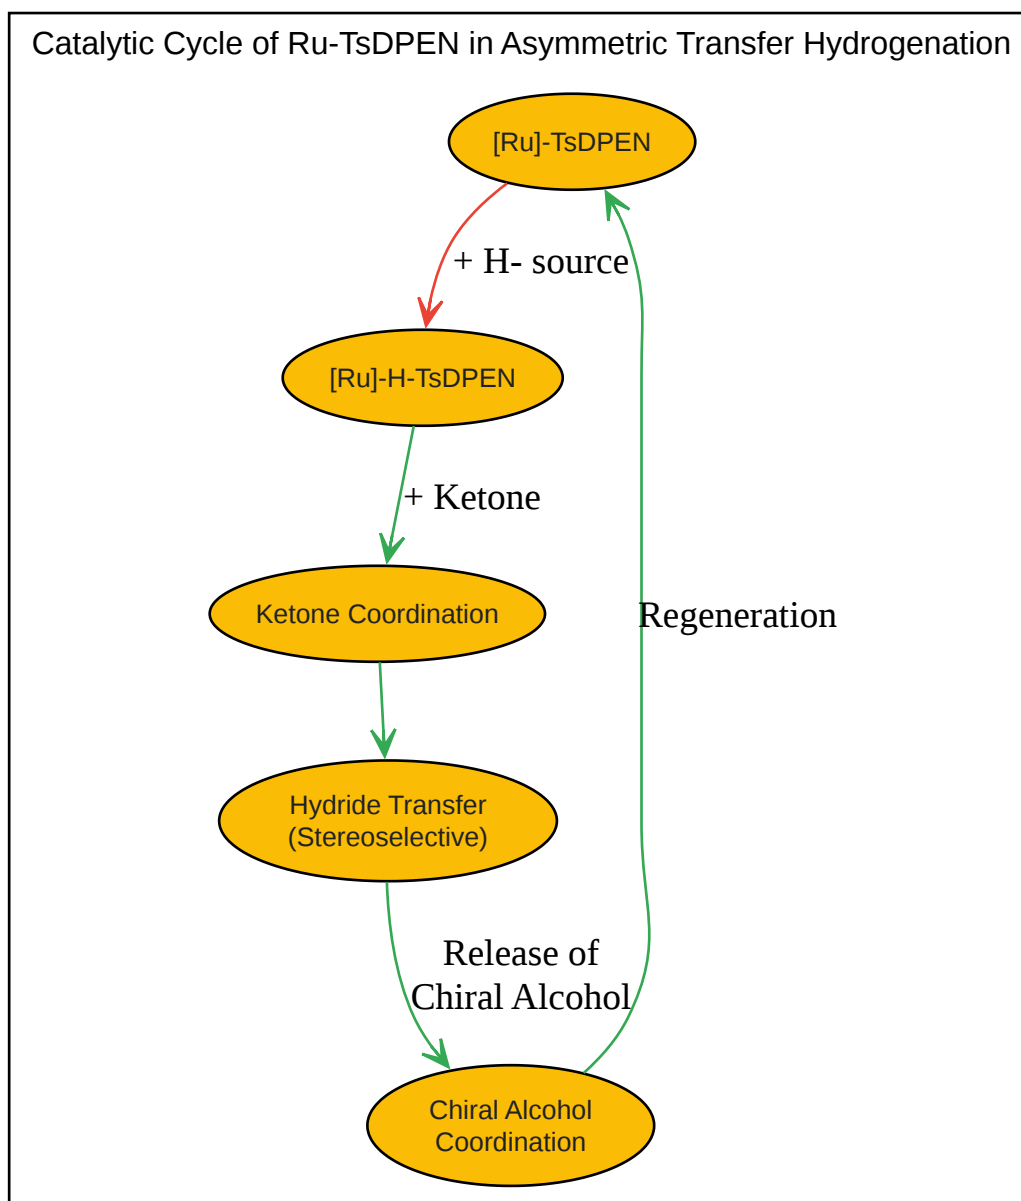 Catalytic Cycle of Ru-TsDPEN in Asymmetric Transfer Hydrogenation
[Ru]-TsDPEN
+ H- source
[Ru]-H-TsDPEN
+ Ketone
Ketone Coordination
Regeneration
Hydride Transfer
(Stereoselective)
Release of
Chiral Alcohol
Chiral Alcohol
Coordination